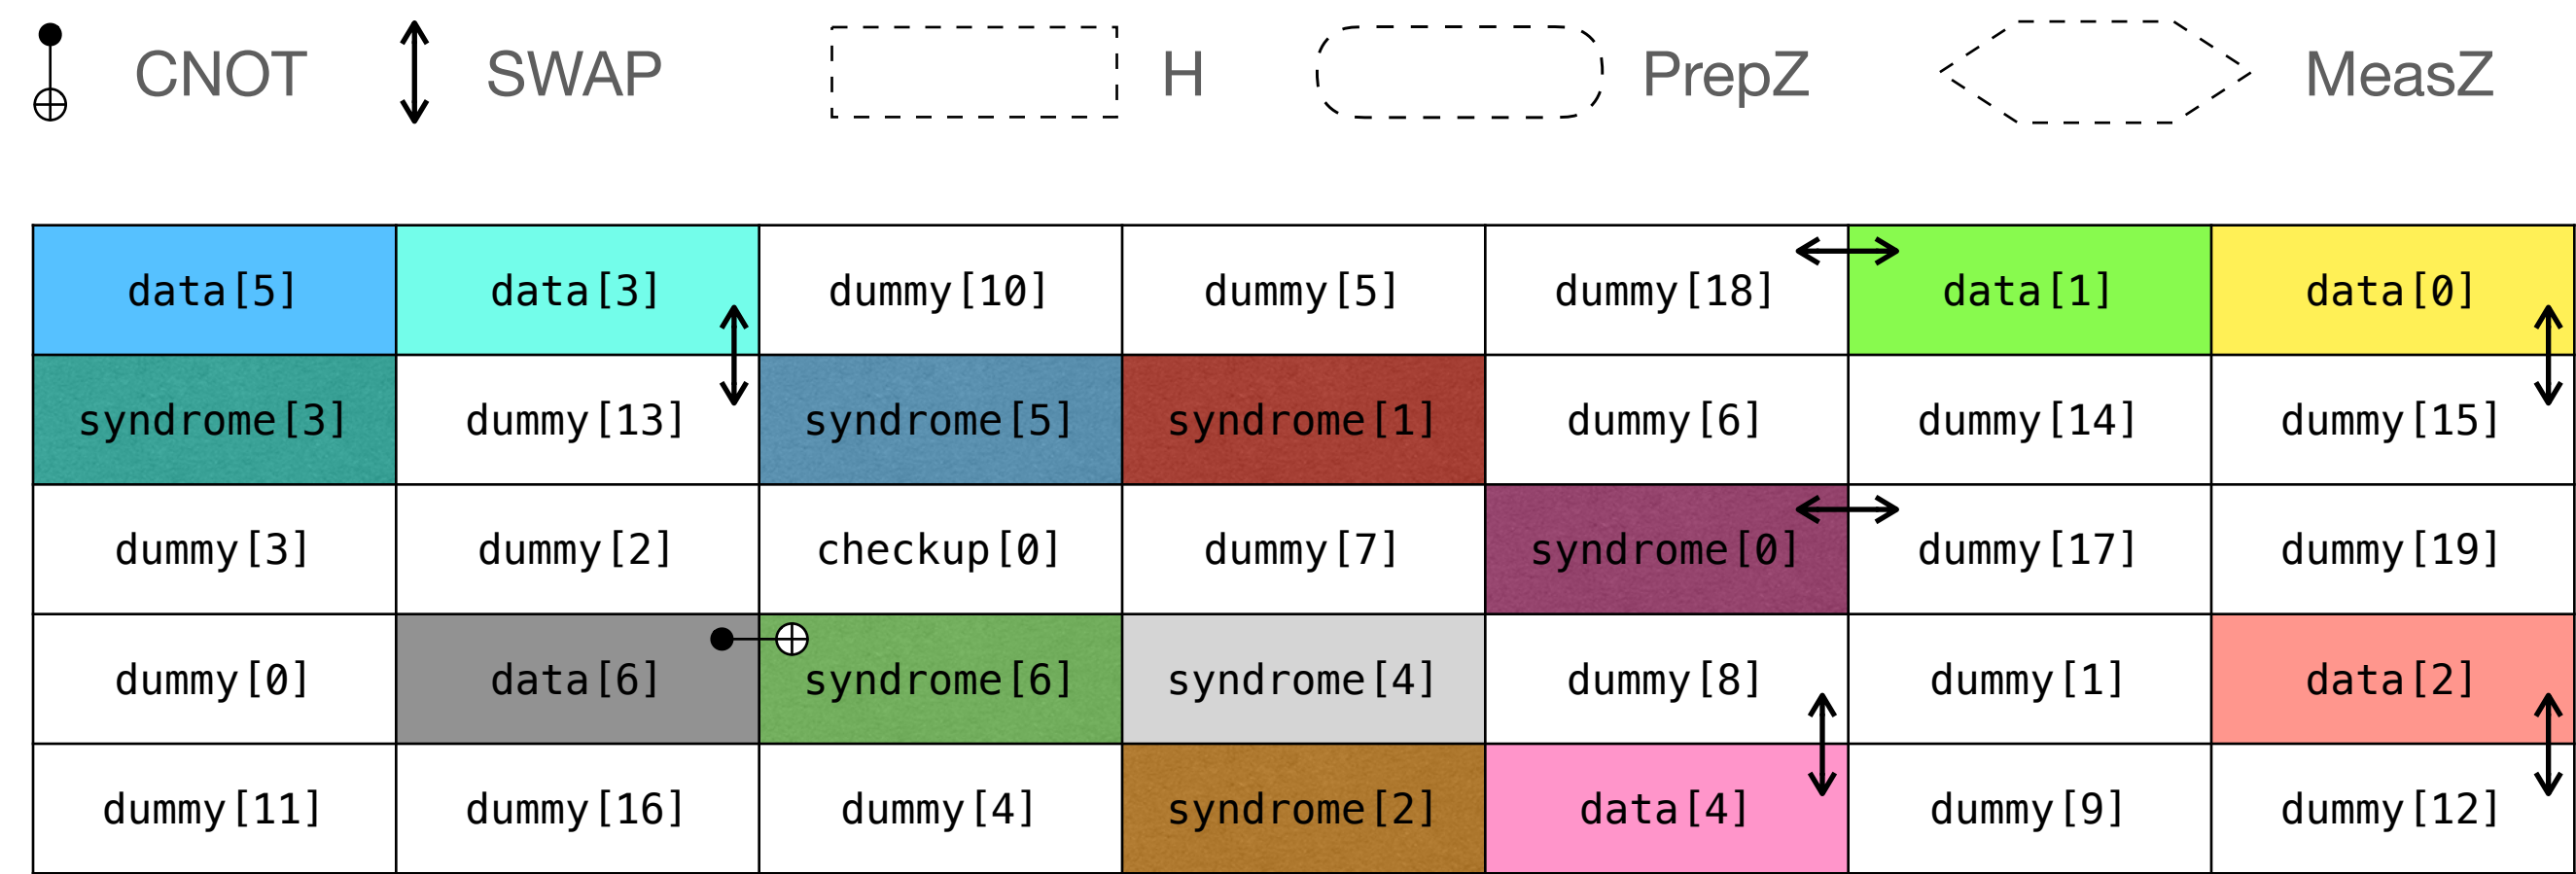 CNOT SWAP H PrepZ MeasZ
data[5] data[3] dummy[10] dummy[5] dummy[18] data[1] data[0]
syndrome[3] dummy[13] syndrome[5] syndrome[1] dummy[6] dummy[14] dummy[15]
dummy[3] dummy[2] checkup[0] dummy[7] syndrome[0] dummy[17] dummy[19]
dummy[0] data[6] syndrome[6] syndrome[4] dummy[8] dummy[1] data[2]
dummy[11] dummy[16] dummy[4] syndrome[2] data[4] dummy[9] dummy[12]